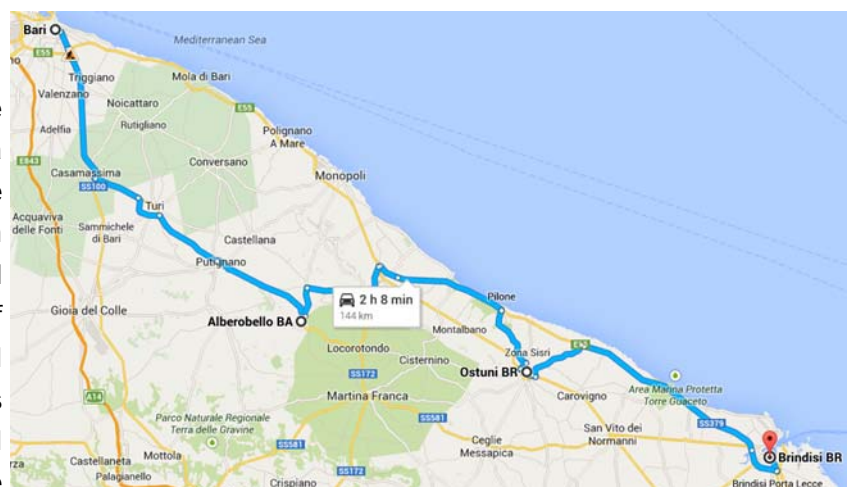 Bari
E55
Mediterranean Sea
Triggiano
Mola di Bari
Valenzano
Noicattaro
E55
Adelfia
Rutigliano
Polignano
A Mare
E843
Conversano
Casamassima
Monopoli
SS100
Turi
Acquaviva
delle Fonti
Sammichele
di Bari
Castellana
Putignano
2 h 8 min
144 km
Pilone
Gioia del Colle
Alberobello BA
Montalbano
Locorotondo
Zona Sisri
Cisternino
SS172
Ostuni BR
Area Marina Protetta
Torre Guaceto
A14
Martina Franca
Carovigno
Parco Naturale Regionale
Terra delle Gravine
SS581
SS379
San Vito dei
Normanni
SS581
Ceglie
Messapica
Mottola
Castellaneta
Brindisi BR
Palagianello
SS172
Crispiano
Brindisi Porta Lecce